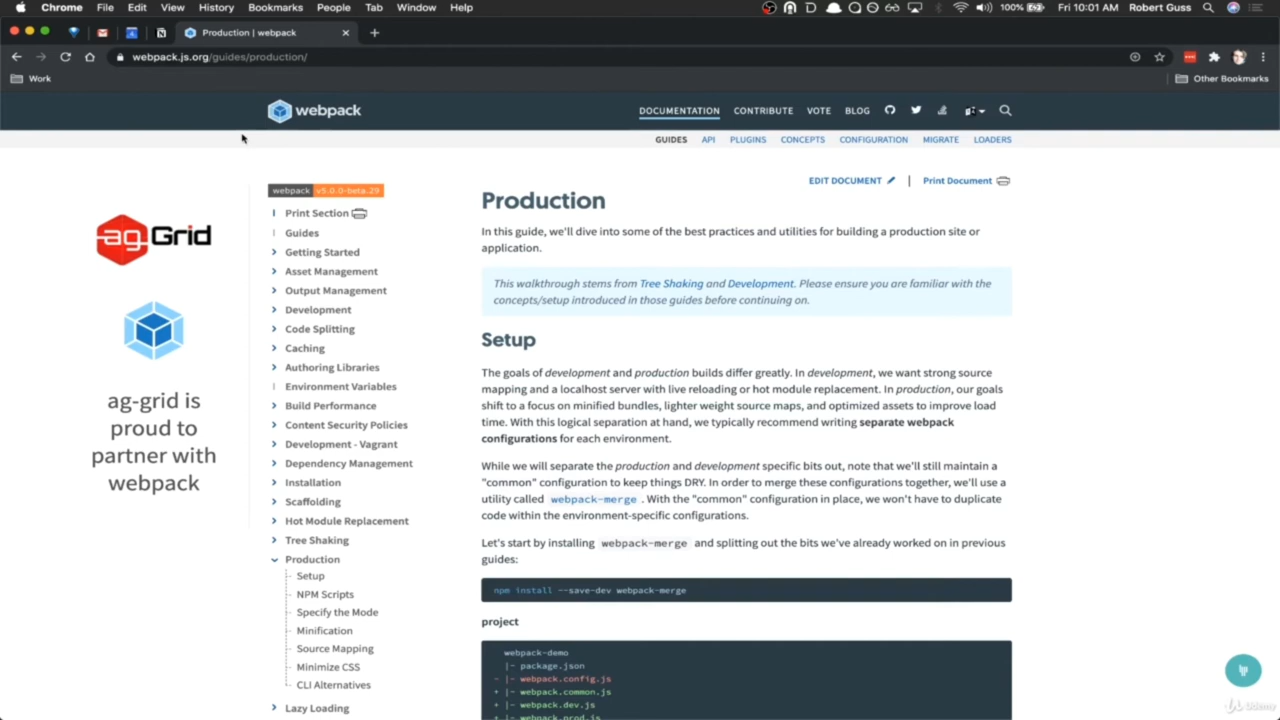 Chrome File Edit View History Bookmarks People Tab Window Help 100% Fri 10:01 AM Robert Guss
Production | webpack
webpack.js.org/guides/production/
Work Other Bookmarks
webpack DOCUMENTATION CONTRIBUTE VOTE BLOG
GUIDES API PLUGINS CONCEPTS CONFIGURATION MIGRATE LOADERS
ag-Grid
ag-grid is
proud to
partner with
webpack
webpack v5.0.0-beta.29
Print Section
Guides
Getting Started
Asset Management
Output Management
Development
Code Splitting
Caching
Authoring Libraries
Environment Variables
Build Performance
Content Security Policies
Development - Vagrant
Dependency Management
Installation
Scaffolding
Hot Module Replacement
Tree Shaking
Production
Setup
NPM Scripts
Specify the Mode
Minification
Source Mapping
Minimize CSS
CLI Alternatives
Lazy Loading
EDIT DOCUMENT | Print Document
Production
In this guide, we'll dive into some of the best practices and utilities for building a production site or
application.
This walkthrough stems from Tree Shaking and Development. Please ensure you are familiar with the
concepts/setup introduced in those guides before continuing on.
Setup
The goals of development and production builds differ greatly. In development, we want strong source
mapping and a localhost server with live reloading or hot module replacement. In production, our goals
shift to a focus on minified bundles, lighter weight source maps, and optimized assets to improve load
time. With this logical separation at hand, we typically recommend writing separate webpack
configurations for each environment.
While we will separate the production and development specific bits out, note that we'll still maintain a
"common" configuration to keep things DRY. In order to merge these configurations together, we'll use a
utility called webpack-merge . With the "common" configuration in place, we won't have to duplicate
code within the environment-specific configurations.
Let's start by installing webpack-merge and splitting out the bits we've already worked on in previous
guides:
npm install --save-dev webpack-merge
project
webpack-demo
|- package.json
- |- webpack.config.js
+ |- webpack.common.js
+ |- webpack.dev.js
+ |- webpack.prod.js
Udemy